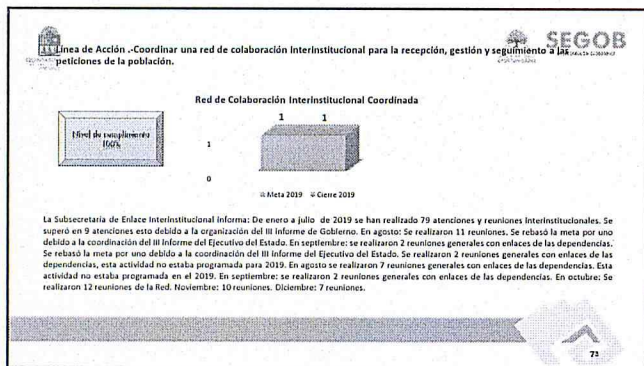 SEGOB
Línea de Acción .-Coordinar una red de colaboración interinstitucional para la recepción, gestión y seguimiento a las
peticiones de la población.
Red de Colaboración Interinstitucional Coordinada
Nivel de cumplimiento
100%
1 1
1
0
Meta 2019 Cierre 2019
La Subsecretaría de Enlace Interinstitucional informa: De enero a julio de 2019 se han realizado 79 atenciones y reuniones interinstitucionales. Se
superó en 9 atenciones esto debido a la organización del III informe de Gobierno. En agosto: Se realizaron 11 reuniones. Se rebasó la meta por uno
debido a la coordinación del III Informe del Ejecutivo del Estado. En septiembre: se realizaron 2 reuniones generales con enlaces de las dependencias.
Se rebasó la meta por uno debido a la coordinación del III Informe del Ejecutivo del Estado. Se realizaron 2 reuniones generales con enlaces de las
dependencias, esta actividad no estaba programada para 2019. En agosto se realizaron 7 reuniones generales con enlaces de las dependencias. Esta
actividad no estaba programada en el 2019. En septiembre: se realizaron 2 reuniones generales con enlaces de las dependencias. En octubre: Se
realizaron 12 reuniones de la Red. Noviembre: 10 reuniones. Diciembre: 7 reuniones.